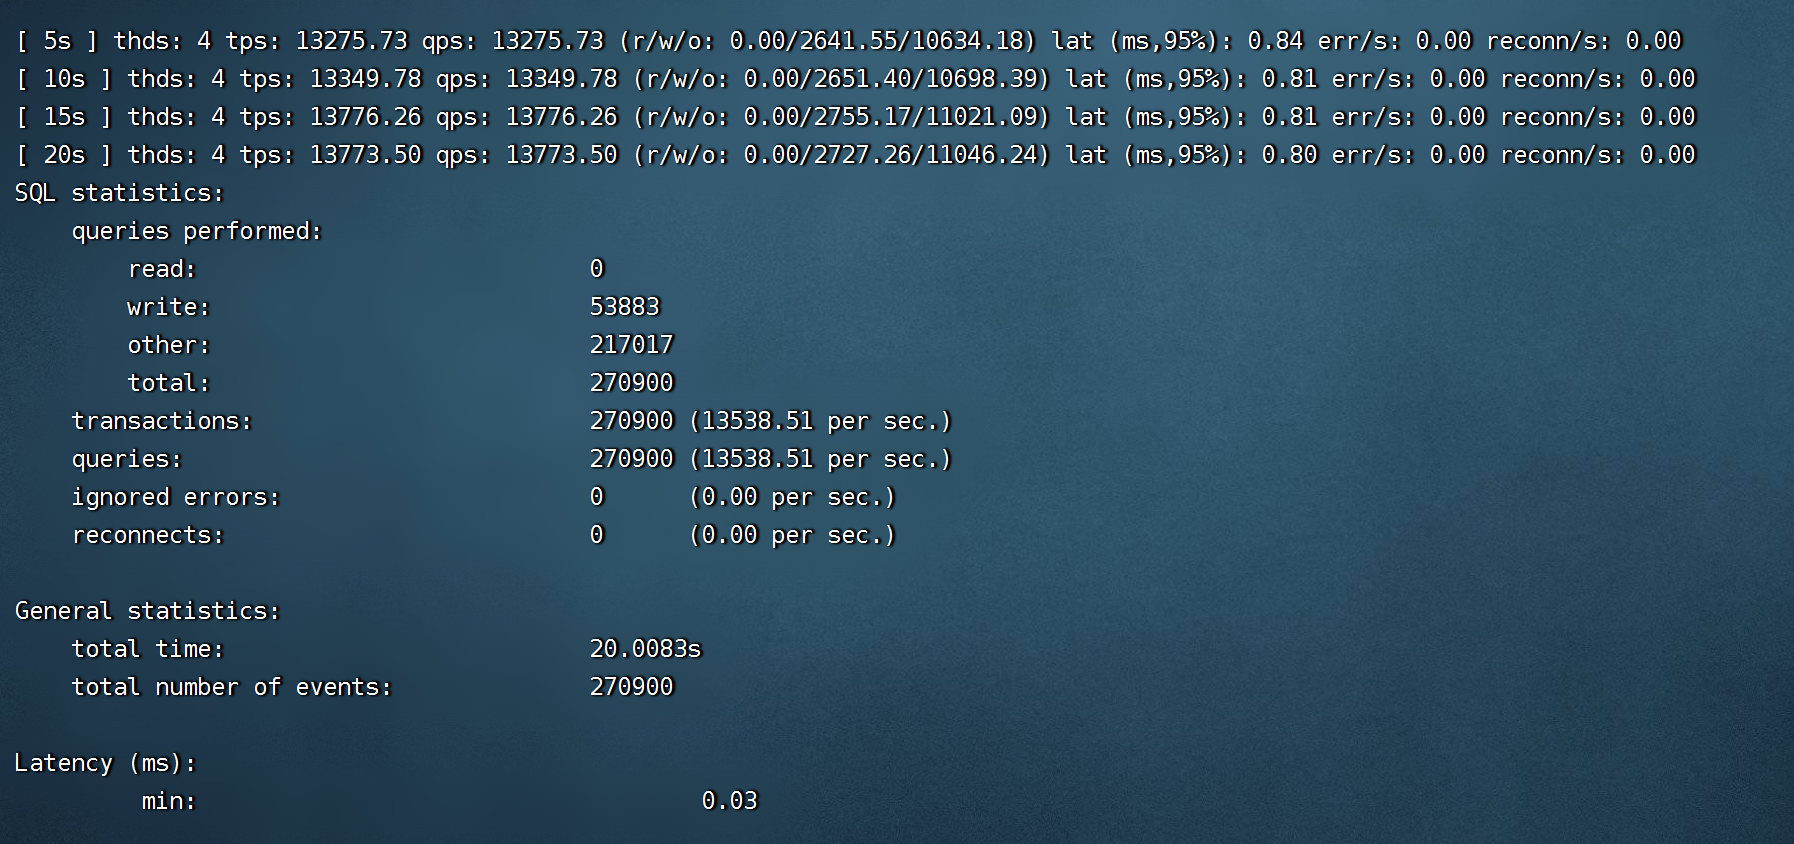 [ 5s ] thds: 4 tps: 13275.73 qps: 13275.73 (r/w/o: 0.00/2641.55/10634.18) lat (ms,95%): 0.84 err/s: 0.00 reconn/s: 0.00
[ 10s ] thds: 4 tps: 13349.78 qps: 13349.78 (r/w/o: 0.00/2651.40/10698.39) lat (ms,95%): 0.81 err/s: 0.00 reconn/s: 0.00
[ 15s ] thds: 4 tps: 13776.26 qps: 13776.26 (r/w/o: 0.00/2755.17/11021.09) lat (ms,95%): 0.81 err/s: 0.00 reconn/s: 0.00
[ 20s ] thds: 4 tps: 13773.50 qps: 13773.50 (r/w/o: 0.00/2727.26/11046.24) lat (ms,95%): 0.80 err/s: 0.00 reconn/s: 0.00
SQL statistics:
    queries performed:
        read:                            0
        write:                           53883
        other:                           217017
        total:                           270900
    transactions:                        270900 (13538.51 per sec.)
    queries:                             270900 (13538.51 per sec.)
    ignored errors:                      0      (0.00 per sec.)
    reconnects:                          0      (0.00 per sec.)

General statistics:
    total time:                          20.0083s
    total number of events:              270900

Latency (ms):
         min:                                    0.03